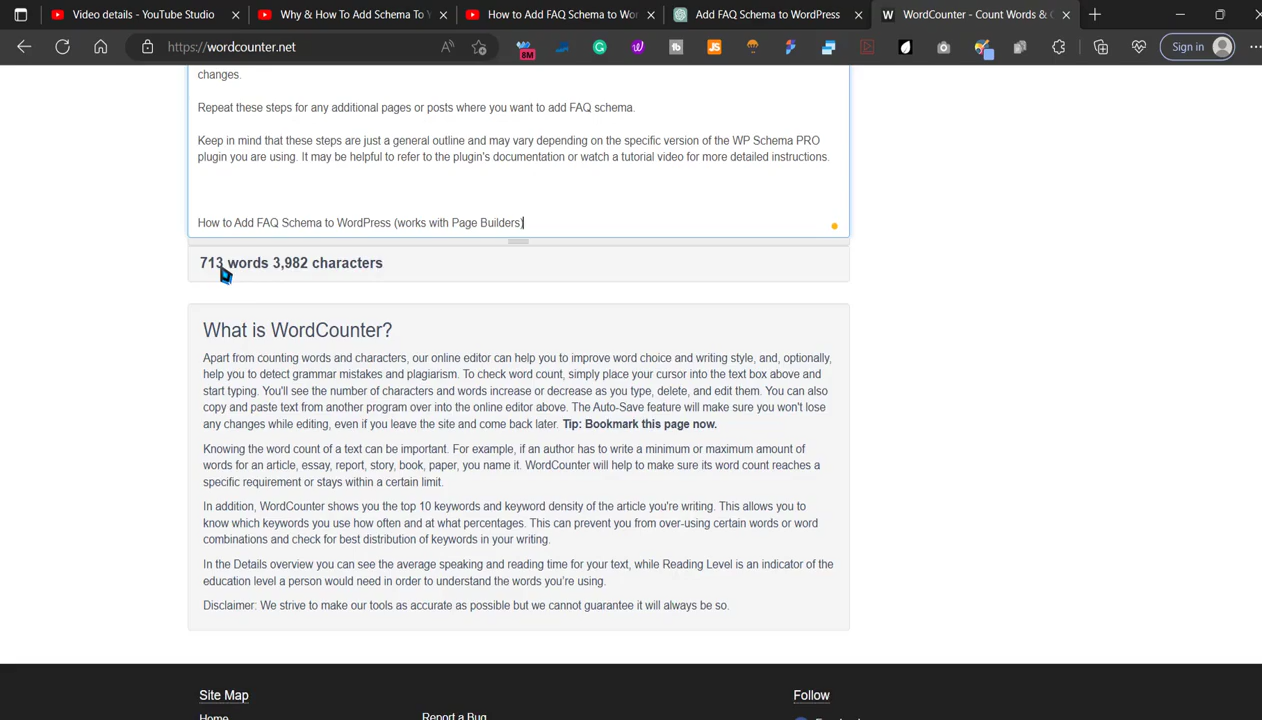 Video details - YouTube Studio
Why & How To Add Schema To Y
How to Add FAQ Schema to Wor
Add FAQ Schema to WordPress
W WordCounter - Count Words & C
https://wordcounter.net
Sign in
changes.
Repeat these steps for any additional pages or posts where you want to add FAQ schema.
Keep in mind that these steps are just a general outline and may vary depending on the specific version of the WP Schema PRO
plugin you are using. It may be helpful to refer to the plugin's documentation or watch a tutorial video for more detailed instructions.
How to Add FAQ Schema to WordPress (works with Page Builders)
713 words 3,982 characters
What is WordCounter?
Apart from counting words and characters, our online editor can help you to improve word choice and writing style, and, optionally,
help you to detect grammar mistakes and plagiarism. To check word count, simply place your cursor into the text box above and
start typing. You'll see the number of characters and words increase or decrease as you type, delete, and edit them. You can also
copy and paste text from another program over into the online editor above. The Auto-Save feature will make sure you won't lose
any changes while editing, even if you leave the site and come back later. Tip: Bookmark this page now.
Knowing the word count of a text can be important. For example, if an author has to write a minimum or maximum amount of
words for an article, essay, report, story, book, paper, you name it. WordCounter will help to make sure its word count reaches a
specific requirement or stays within a certain limit.
In addition, WordCounter shows you the top 10 keywords and keyword density of the article you're writing. This allows you to
know which keywords you use how often and at what percentages. This can prevent you from over-using certain words or word
combinations and check for best distribution of keywords in your writing.
In the Details overview you can see the average speaking and reading time for your text, while Reading Level is an indicator of the
education level a person would need in order to understand the words you're using.
Disclaimer: We strive to make our tools as accurate as possible but we cannot guarantee it will always be so.
Site Map
Follow
Home
Report a Bug